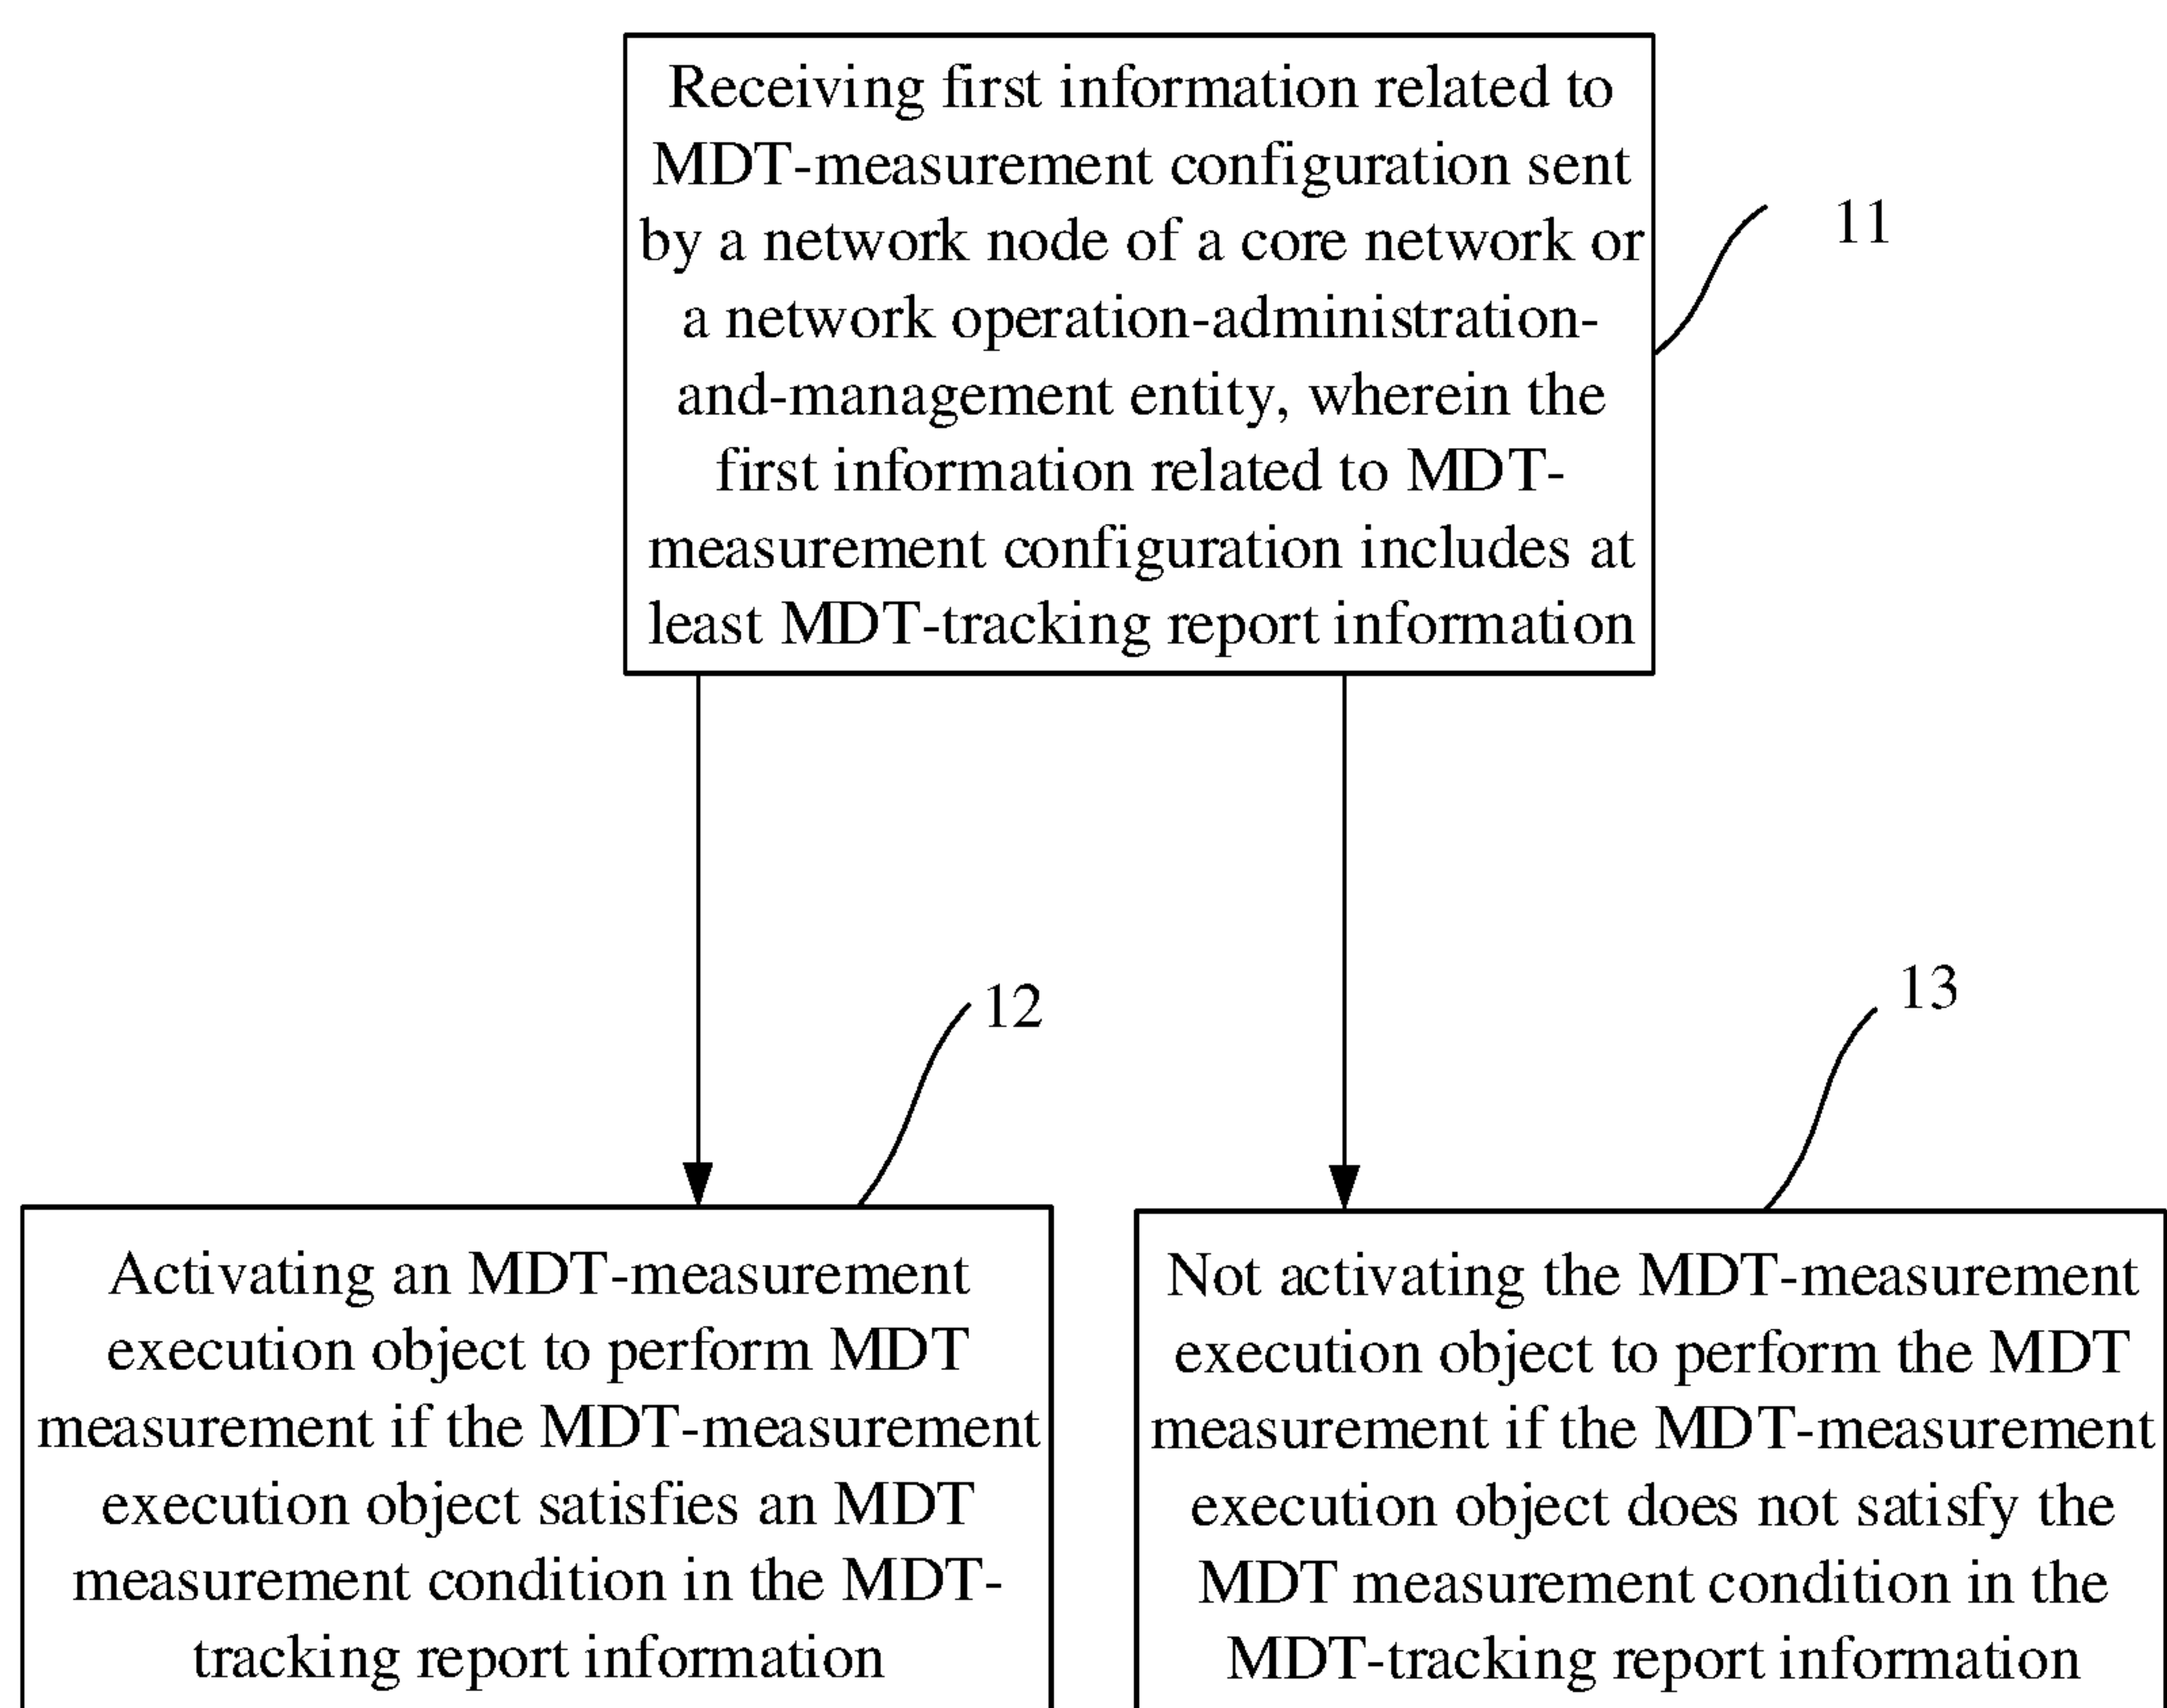 Receiving first information related to
MDT-measurement configuration sent
by a network node of a core network or
a network operation-administration-
and-management entity, wherein the
first information related to MDT-
measurement configuration includes at
least MDT-tracking report information
11
12
13
Activating an MDT-measurement
execution object to perform MDT
measurement if the MDT-measurement
execution object satisfies an MDT
measurement condition in the MDT-
tracking report information
Not activating the MDT-measurement
execution object to perform the MDT
measurement if the MDT-measurement
execution object does not satisfy the
MDT measurement condition in the
MDT-tracking report information